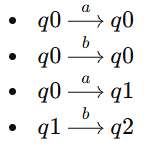 • q0 —a→ q0
• q0 —b→ q0
• q0 —a→ q1
• q1 —b→ q2